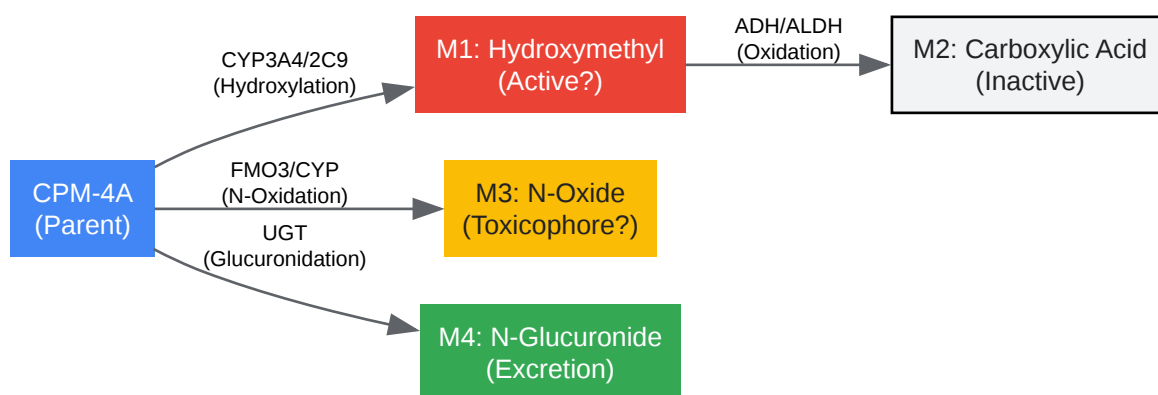 CPM-4A
(Parent)
CYP3A4/2C9
(Hydroxylation)
M1: Hydroxymethyl
(Active?)
ADH/ALDH
(Oxidation)
M2: Carboxylic Acid
(Inactive)
FMO3/CYP
(N-Oxidation)
M3: N-Oxide
(Toxicophore?)
UGT
(Glucuronidation)
M4: N-Glucuronide
(Excretion)